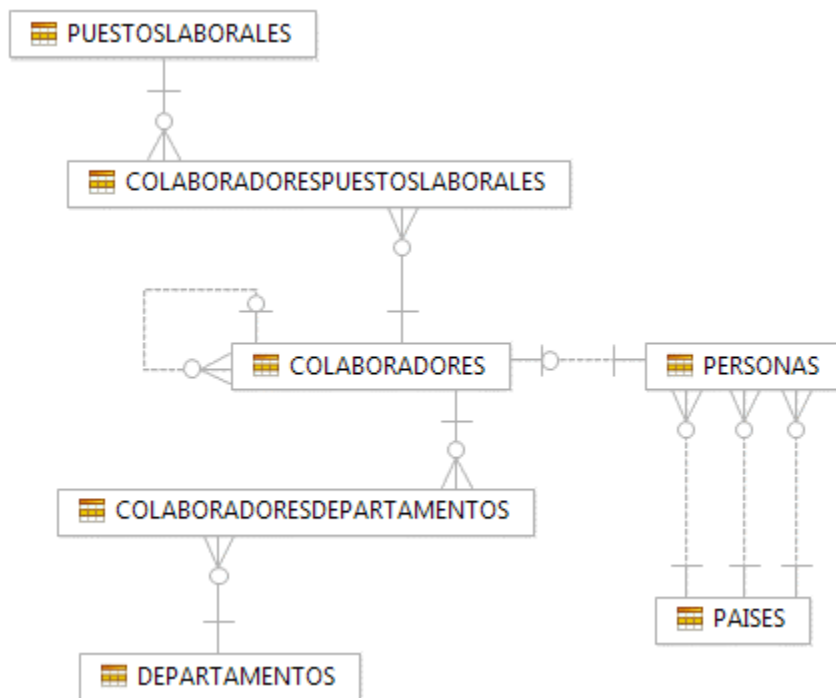 PUESTOSLABORALES
COLABORADORESPUESTOSLABORALES
COLABORADORES
PERSONAS
COLABORADORESDEPARTAMENTOS
PAISES
DEPARTAMENTOS